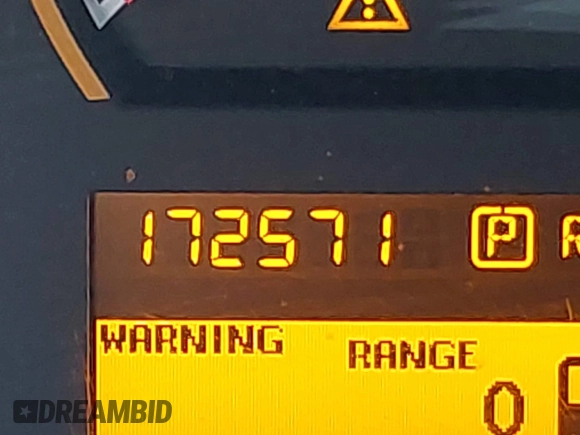 172571 P R
WARNING
RANGE
0
DREAMBID